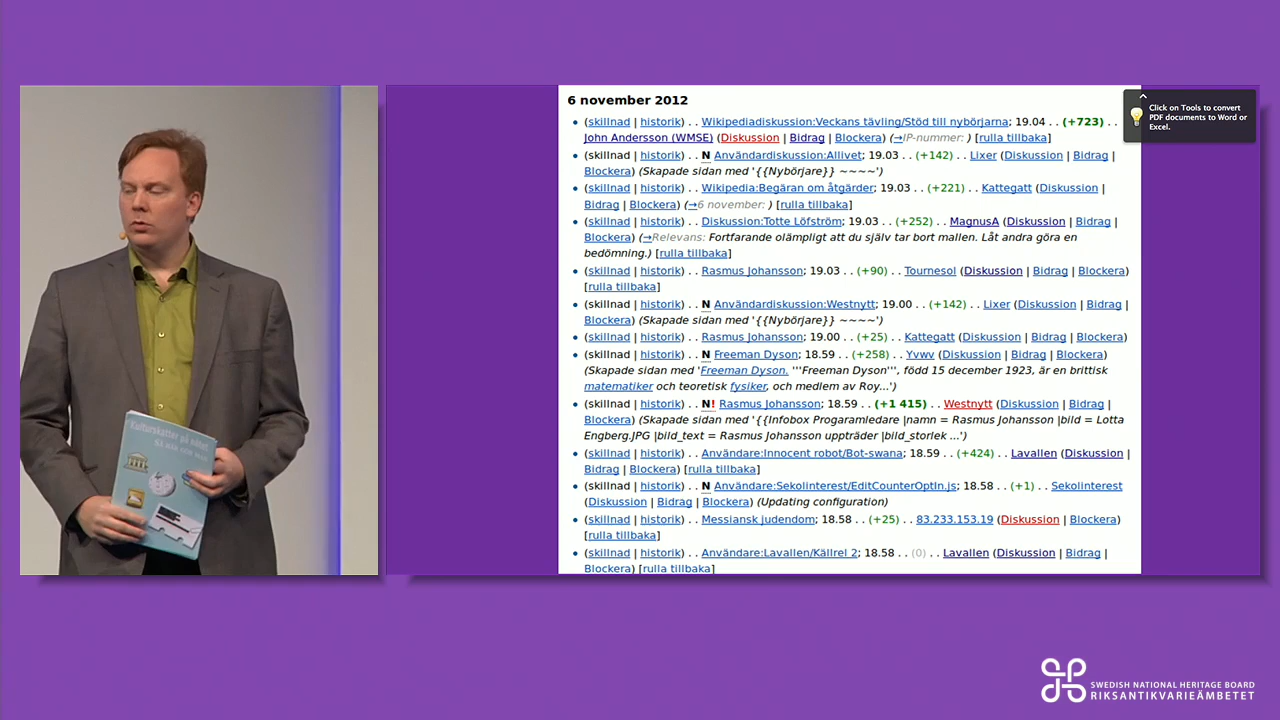 Kulturskatter på nätet
Så når du ut
6 november 2012
(skillnad | historik) . . Wikipediadiskussion:Veckans tävling/Stöd till nybörjarna; 19.04 . . (+723) . .
John Andersson (WMSE) (Diskussion | Bidrag | Blockera) (→IP-nummer: ) [rulla tillbaka]
(skillnad | historik) . . N Användardiskussion:Allivet; 19.03 . . (+142) . . Lixer (Diskussion | Bidrag |
Blockera) (Skapade sidan med '{{Nybörjare}} ~~~~')
(skillnad | historik) . . Wikipedia:Begäran om åtgärder; 19.03 . . (+221) . . Kattegatt (Diskussion |
Bidrag | Blockera) (→6 november: ) [rulla tillbaka]
(skillnad | historik) . . Diskussion:Totte Löfström; 19.03 . . (+252) . . MagnusA (Diskussion | Bidrag |
Blockera) (→Relevans: Fortfarande olämpligt att du själv tar bort mallen. Låt andra göra en
bedömning.) [rulla tillbaka]
(skillnad | historik) . . Rasmus Johansson; 19.03 . . (+90) . . Tournesol (Diskussion | Bidrag | Blockera)
[rulla tillbaka]
(skillnad | historik) . . N Användardiskussion:Westnytt; 19.00 . . (+142) . . Lixer (Diskussion | Bidrag |
Blockera) (Skapade sidan med '{{Nybörjare}} ~~~~')
(skillnad | historik) . . Rasmus Johansson; 19.00 . . (+25) . . Kattegatt (Diskussion | Bidrag | Blockera)
(skillnad | historik) . . N Freeman Dyson; 18.59 . . (+258) . . Yvwv (Diskussion | Bidrag | Blockera)
(Skapade sidan med 'Freeman Dyson. '''Freeman Dyson''', född 15 december 1923, är en brittisk
matematiker och teoretisk fysiker, och medlem av Roy...')
(skillnad | historik) . . N! Rasmus Johansson; 18.59 . . (+1 415) . . Westnytt (Diskussion | Bidrag |
Blockera) (Skapade sidan med '{{Infobox Progaramledare |namn = Rasmus Johansson |bild = Lotta
Engberg.JPG |bild_text = Rasmus Johansson uppträder |bild_storlek ...')
(skillnad | historik) . . Användare:Innocent robot/Bot-swana; 18.59 . . (+424) . . Lavallen (Diskussion |
Bidrag | Blockera) [rulla tillbaka]
(skillnad | historik) . . N Användare:Sekolinterest/EditCounterOptIn.js; 18.58 . . (+1) . . Sekolinterest
(Diskussion | Bidrag | Blockera) (Updating configuration)
(skillnad | historik) . . Messiansk judendom; 18.58 . . (+25) . . 83.233.153.19 (Diskussion | Blockera)
[rulla tillbaka]
(skillnad | historik) . . Användare:Lavallen/Källrel 2; 18.58 . . (0) . . Lavallen (Diskussion | Bidrag |
Blockera) [rulla tillbaka]
Click on Tools to convert
PDF documents to Word or
Excel.
SWEDISH NATIONAL HERITAGE BOARD
RIKSANTIKVARIEÄMBETET